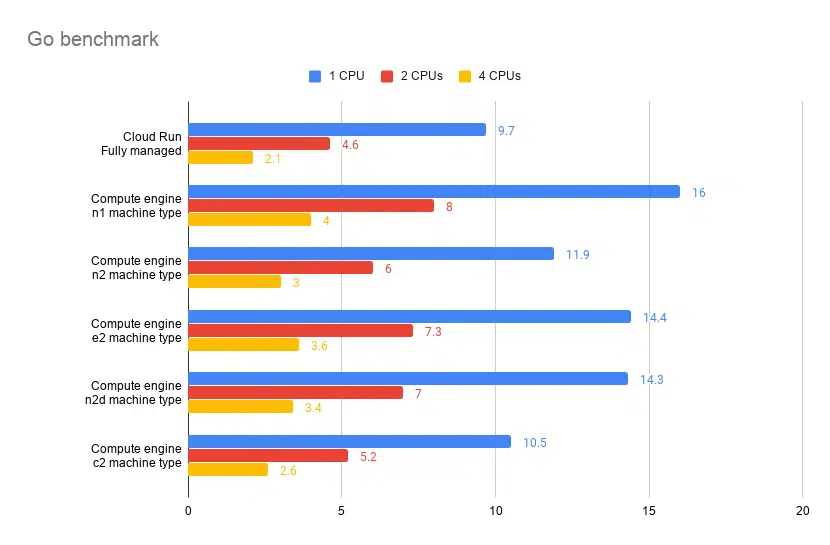 Go benchmark
1 CPU 2 CPUs 4 CPUs
Cloud Run
Fully managed
9.7
4.6
2.1
Compute engine
n1 machine type
16
8
4
Compute engine
n2 machine type
11.9
6
3
Compute engine
e2 machine type
14.4
7.3
3.6
Compute engine
n2d machine type
14.3
7
3.4
Compute engine
c2 machine type
10.5
5.2
2.6
0 5 10 15 20